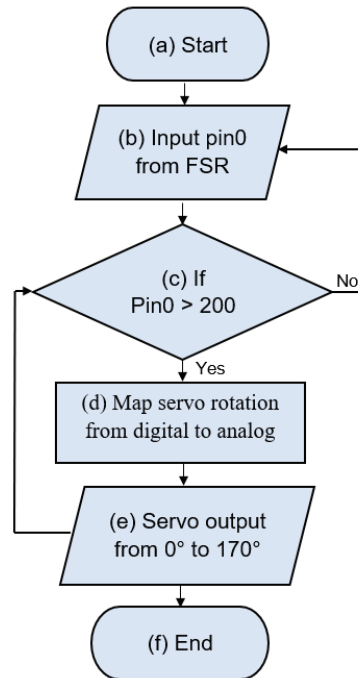 (a) Start
(b) Input pin0
from FSR
(c) If
Pin0 > 200
No
Yes
(d) Map servo rotation
from digital to analog
(e) Servo output
from 0° to 170°
(f) End